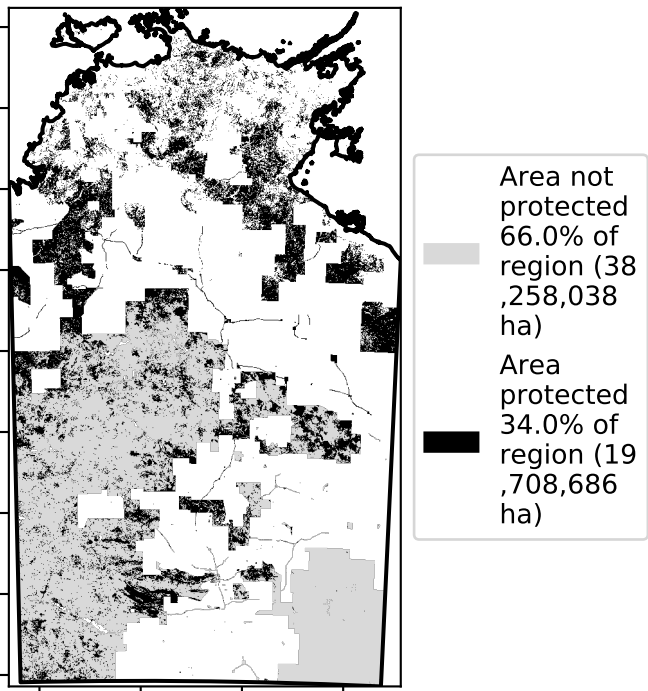 Area not
protected
66.0% of
region (38
,258,038
ha)
Area
protected
34.0% of
region (19
,708,686
ha)